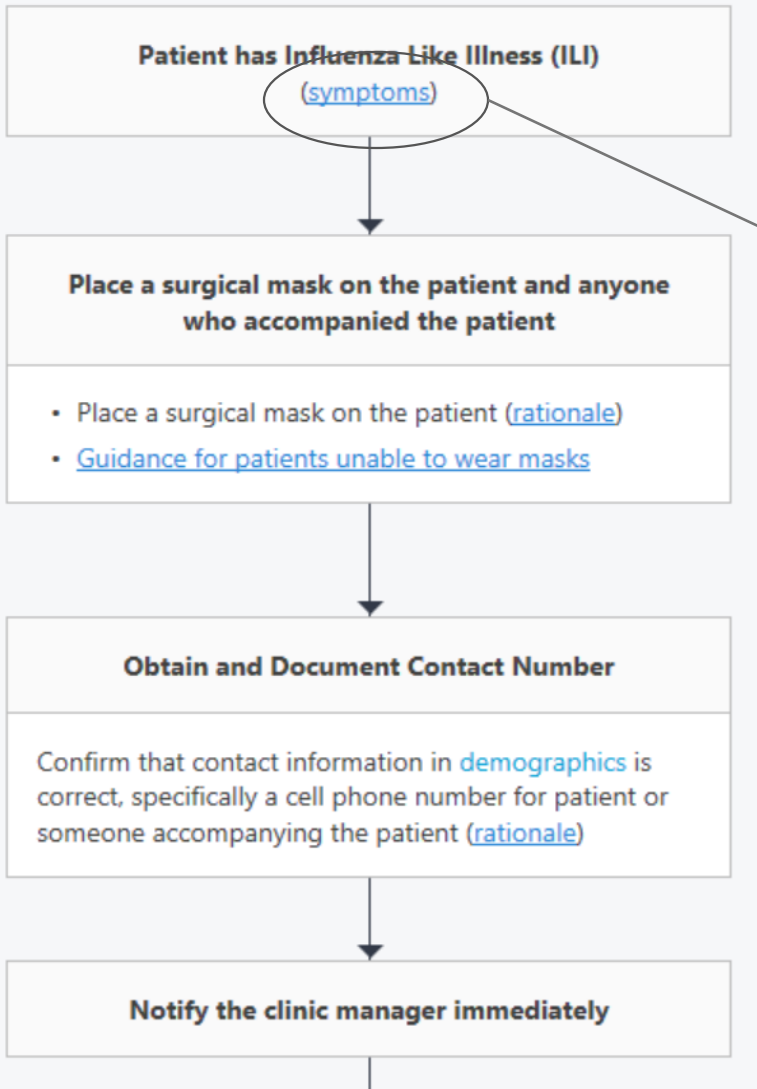 Patient has Influenza Like Illness (ILI)
(symptoms)
Place a surgical mask on the patient and anyone
who accompanied the patient
• Place a surgical mask on the patient (rationale)
• Guidance for patients unable to wear masks
Obtain and Document Contact Number
Confirm that contact information in demographics is
correct, specifically a cell phone number for patient or
someone accompanying the patient (rationale)
Notify the clinic manager immediately